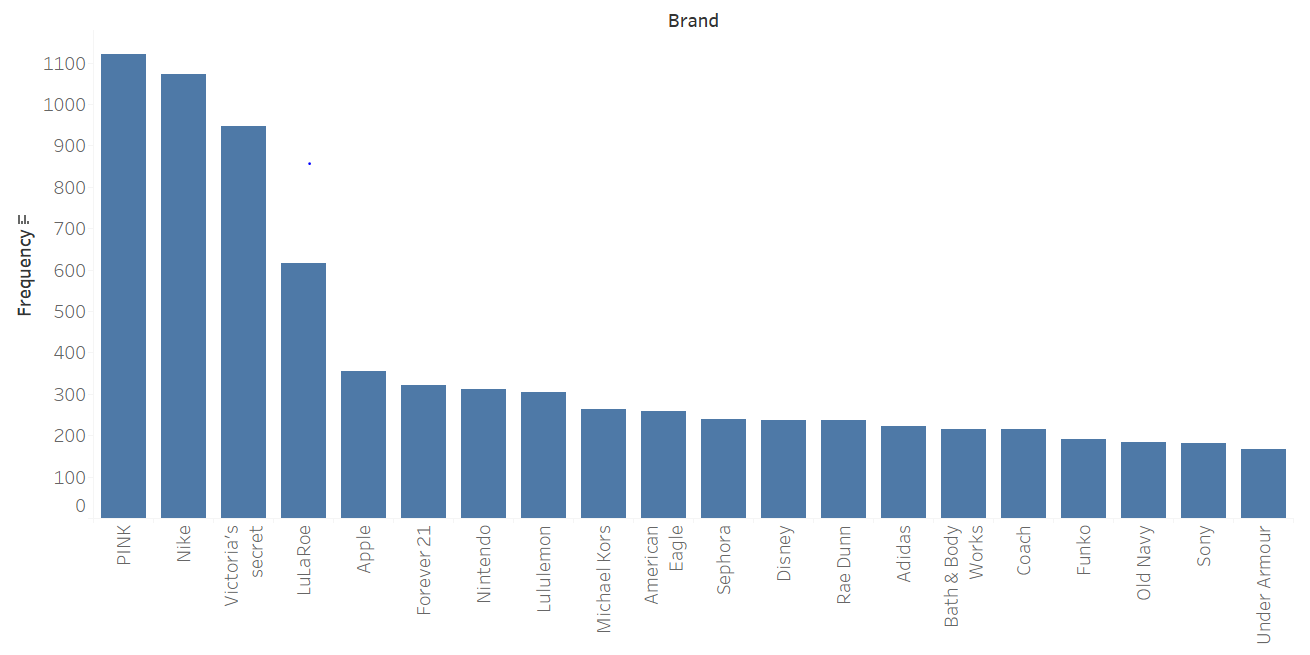 Brand
1100
1000
900
800
700
600
500
400
300
200
100
0
Frequency
PINK
Nike
Victoria's
secret
LuLaRoe
Apple
Forever 21
Nintendo
Lululemon
Michael Kors
American
Eagle
Sephora
Disney
Rae Dunn
Adidas
Bath & Body
Works
Coach
Funko
Old Navy
Sony
Under Armour